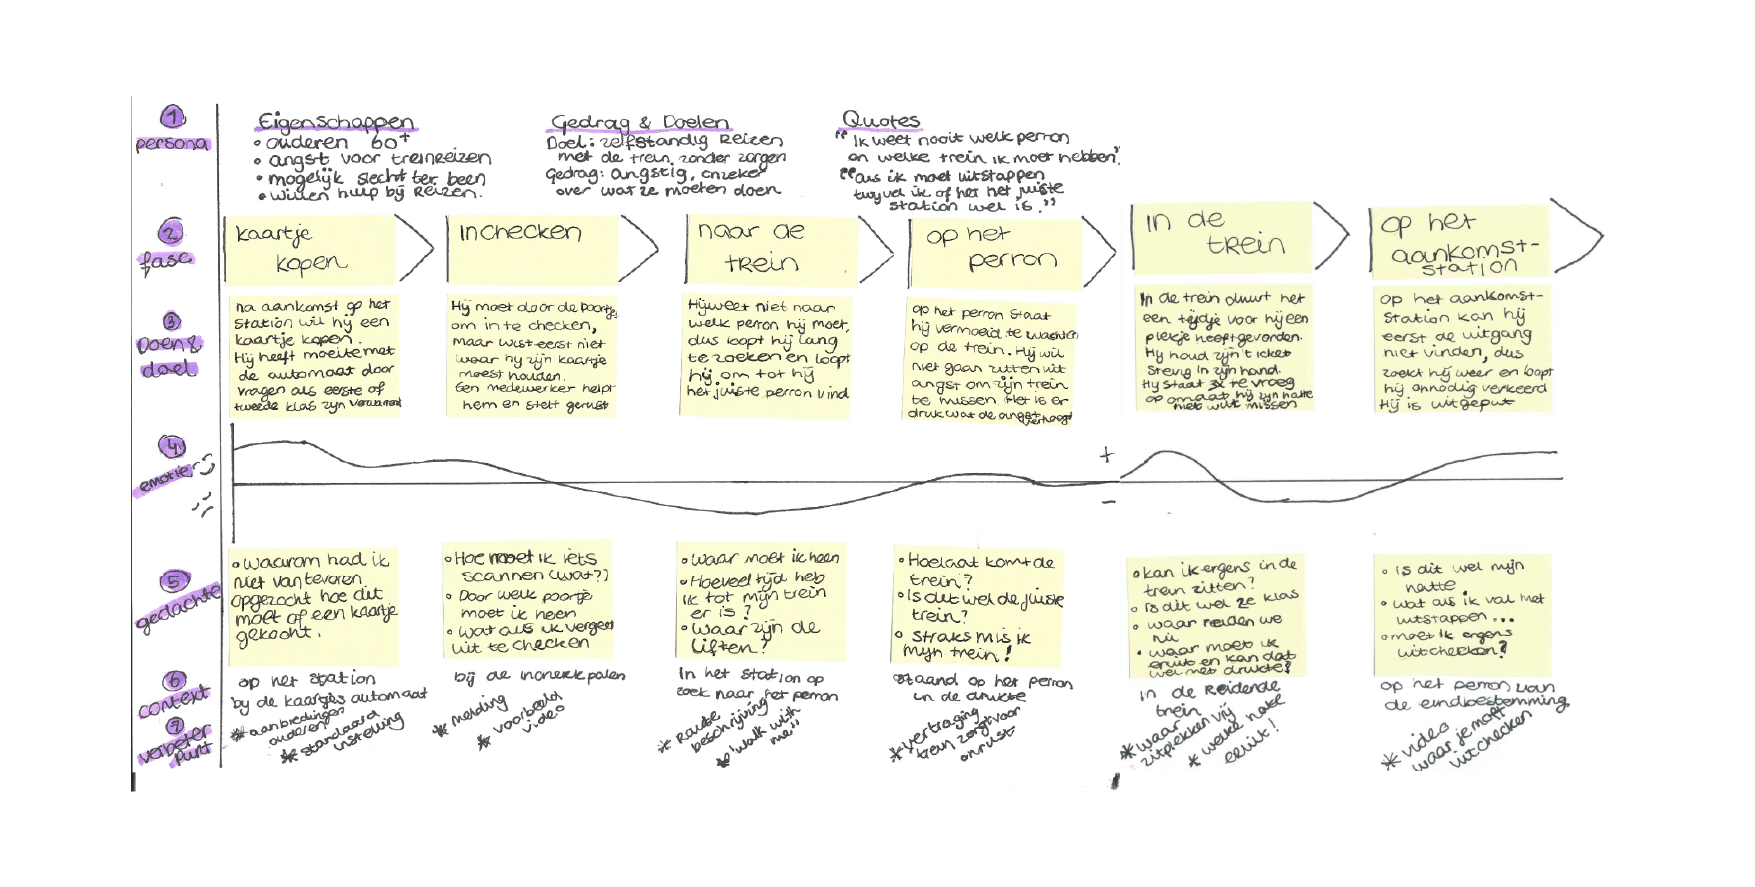 1
persona
Eigenschappen
• ouderen 60+
• angst voor treinreizen
• mogelijk slecht ter been
• willen hulp bij Reizen.
Gedrag & Doelen
Doel: zelfstandig Reizen
met de trein, zonder zorgen
Gedrag: angstig, onzeker
over wat ze moeten doen
Quotes
"Ik weet nooit welk perron
en welke trein ik moet hebben"
"als ik moet uitstappen
twijfel ik of het het juiste
station wel is."
2
fase
kaartje
kopen
Inchecken
naar de
trein
op het
perron
In de
trein
op het
aankomst-
station
3
Doen &
doel
na aankomst op het
station wil hij een
kaartje kopen.
Hij heeft moeite met
de automaat door
vragen als eeste of
tweede klas zijn verwarrend
Hij moet door de poortjes
om in te checken,
maar wist eerst niet
waar hij zijn kaartje
moest houden.
Een medewerker helpt
hem en stelt gerust
Hij weet niet naar
welk perron hij moet,
dus loopt hij lang
te zoeken en loopt
hij om tot hij
het juiste perron vind
op het perron staat
hij vermoeid te wachten
op de trein. Hij wil
niet gaan zitten uit
angst om zijn trein
te missen. Het is er
druk wat de angst verhoogt
In de trein duurt het
een tijdje voor hij een
plekje heeft gevonden.
Hij houd zijn ticket
stevig in zijn hand.
Hij staat 3x te vroeg
op omdat hij zijn halte
niet wilt missen
op het aankomst-
station kan hij
eerst de uitgang
niet vinden, dus
zoekt hij weer en loopt
hij onnodig verkeerd
Hij is uitgeput
4
emotie
+
−
5
gedachte
• waarom had ik
niet van tevoren
opgezocht hoe dit
moet of een kaartje
gekocht.
• Hoe moet ik iets
scannen (wat?)
• Door welk poortje
moet ik heen
• wat als ik vergeet
uit te checken
• waar moet ik heen
• Hoeveel tijd heb
ik tot mijn trein
er is?
• waar zijn de
liften?
• Hoelaat komt de
trein?
• Is dit wel de juiste
trein?
• straks mis ik
mijn trein!
• kan ik ergens in de
trein zitten?
• is dit wel 2e klas
• waar reiden we
nu
• waar moet ik
eruit en kan dat
wel met drukte?
• Is dit wel mijn
halte
• wat als ik val met
uitstappen...
• moet ik ergens
uitchecken?
6
context
op het station
bij de kaartjes automaat
bij de incheckpalen
In het station op
zoek naar het perron
staand op het perron
in de drukte
in de Reidende
trein
op het perron van
de eindbestemming
7
verbeter
punt
* aanbiedingen
ouderen
* standaard
instelling
* melding
* voorbeeld
video
* Route
beschrijving
* "walk with
me"
* vertraging
trein zorgt voor
onrust
* waar
zitplekken vrij
* welke halte
eruit!
* video
waar je moet
uitchecken